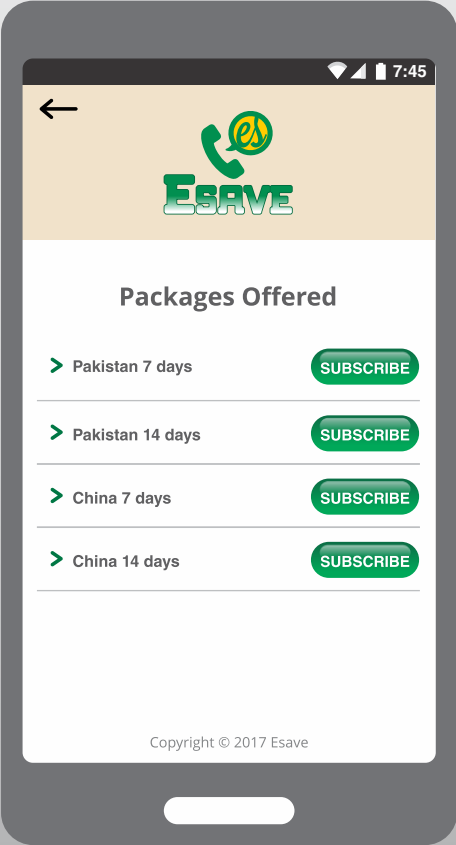 7:45
es
ESAVE
Packages Offered
Pakistan 7 days SUBSCRIBE
Pakistan 14 days SUBSCRIBE
China 7 days SUBSCRIBE
China 14 days SUBSCRIBE
Copyright © 2017 Esave